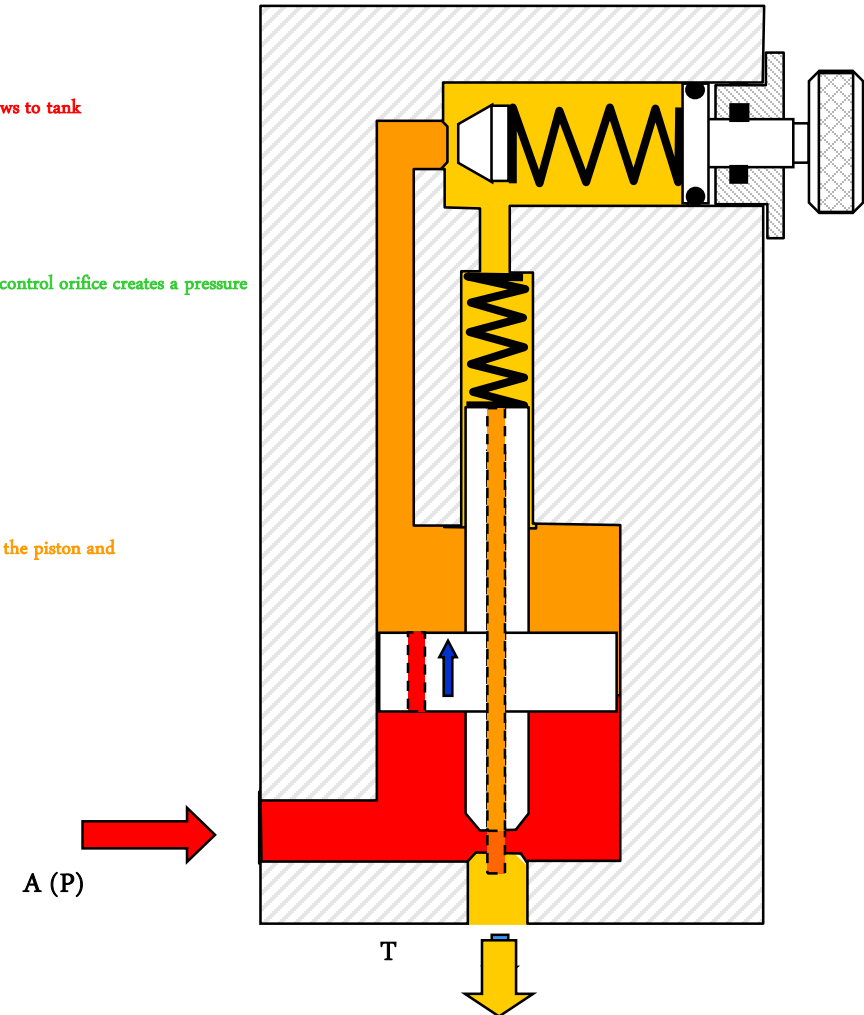 ws to tank
control orifice creates a pressure
the piston and
A (P)
T